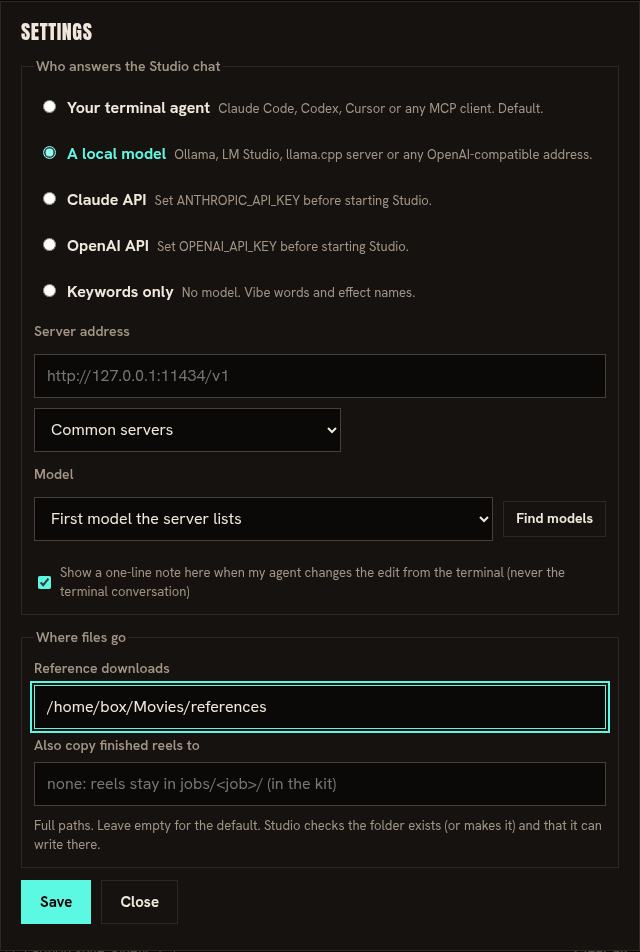 SETTINGS
Who answers the Studio chat
Your terminal agent Claude Code, Codex, Cursor or any MCP client. Default.
A local model Ollama, LM Studio, llama.cpp server or any OpenAI-compatible address.
Claude API Set ANTHROPIC_API_KEY before starting Studio.
OpenAI API Set OPENAI_API_KEY before starting Studio.
Keywords only No model. Vibe words and effect names.
Server address
http://127.0.0.1:11434/v1
Common servers
Model
First model the server lists
Find models
Show a one-line note here when my agent changes the edit from the terminal (never the
terminal conversation)
Where files go
Reference downloads
/home/box/Movies/references
Also copy finished reels to
none: reels stay in jobs/<job>/ (in the kit)
Full paths. Leave empty for the default. Studio checks the folder exists (or makes it) and that it can
write there.
Save
Close